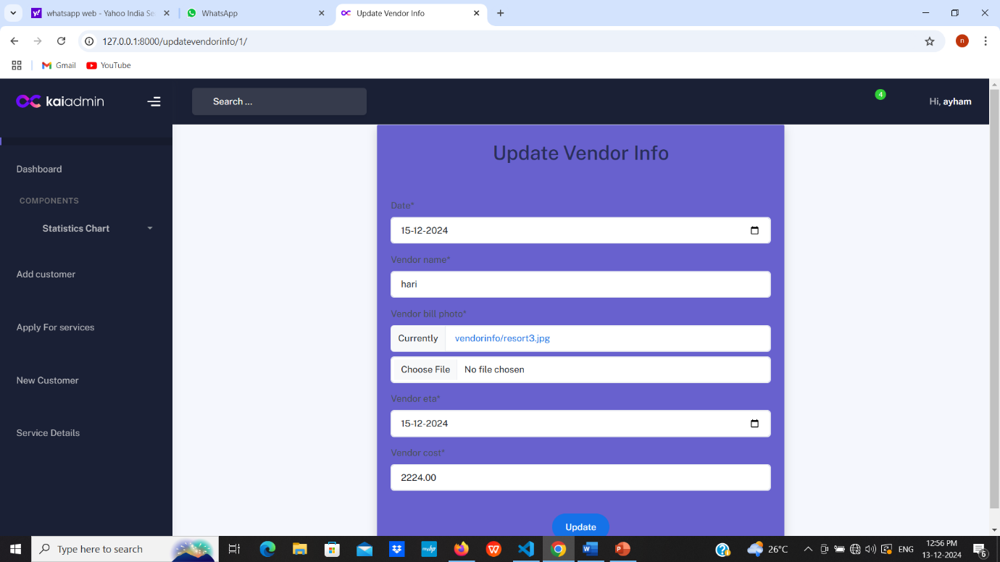 whatsapp web - Yahoo India Se
WhatsApp
Update Vendor Info
127.0.0.1:8000/updatevendorinfo/1/
n
Gmail
YouTube
kaiadmin
Search ...
4
Hi, ayham
Dashboard
COMPONENTS
Statistics Chart
Add customer
Apply For services
New Customer
Service Details
Update Vendor Info
Date*
15-12-2024
Vendor name*
hari
Vendor bill photo*
Currently vendorinfo/resort3.jpg
Choose File No file chosen
Vendor eta*
15-12-2024
Vendor cost*
2224.00
Update
Type here to search
myhp
W
W
P
?
26°C
ENG
12:56 PM
13-12-2024
6